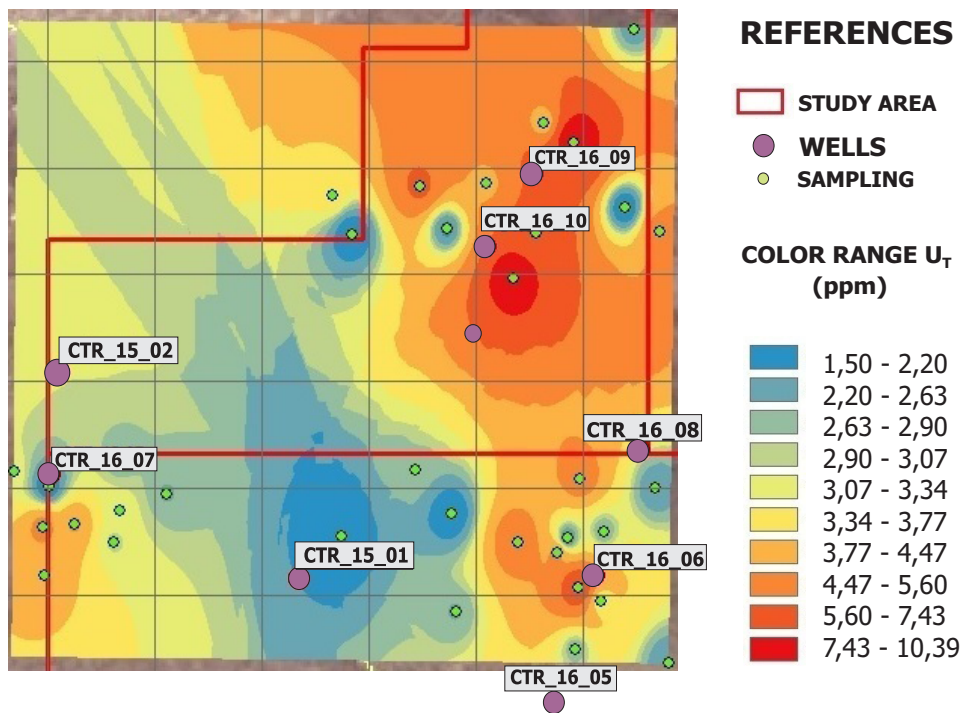 REFERENCES
STUDY AREA
WELLS
SAMPLING
CTR_16_09
CTR_16_10
COLOR RANGE U_T
(ppm)
CTR_15_02
CTR_16_08
CTR_16_07
CTR_15_01
CTR_16_06
CTR_16_05
1,50 - 2,20
2,20 - 2,63
2,63 - 2,90
2,90 - 3,07
3,07 - 3,34
3,34 - 3,77
3,77 - 4,47
4,47 - 5,60
5,60 - 7,43
7,43 - 10,39